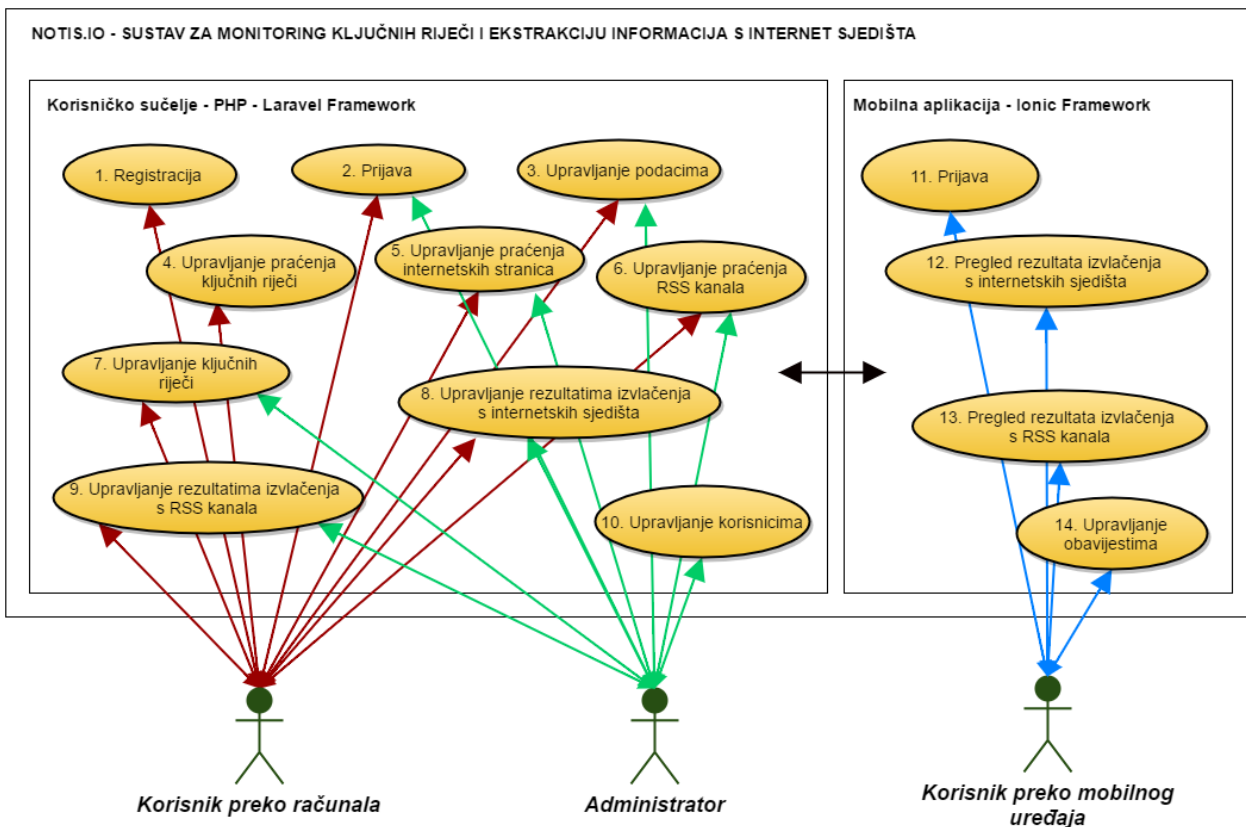 NOTIS.IO - SUSTAV ZA MONITORING KLJUČNIH RIJEČI I EKSTRAKCIJU INFORMACIJA S INTERNET SJEDIŠTA
Korisničko sučelje - PHP - Laravel Framework
Mobilna aplikacija - Ionic Framework
1. Registracija
2. Prijava
3. Upravljanje podacima
4. Upravljanje praćenja
ključnih riječi
5. Upravljanje praćenja
internetskih stranica
6. Upravljanje praćenja
RSS kanala
7. Upravljanje ključnih
riječi
8. Upravljanje rezultatima izvlačenja
s internetskih sjedišta
9. Upravljanje rezultatima izvlačenja
s RSS kanala
10. Upravljanje korisnicima
11. Prijava
12. Pregled rezultata izvlačenja
s internetskih sjedišta
13. Pregled rezultata izvlačenja
s RSS kanala
14. Upravljanje
obavijestima
Korisnik preko računala
Administrator
Korisnik preko mobilnog
uređaja